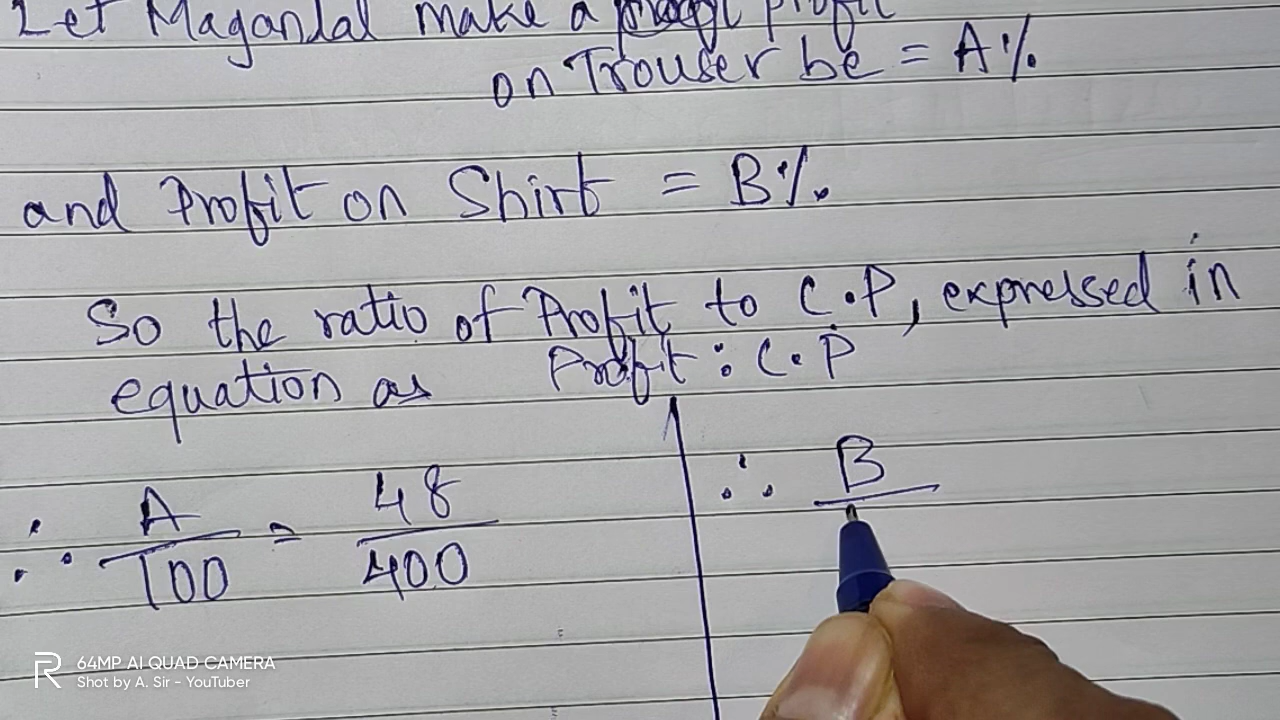 Let Maganlal make a profit
on Trouser be = A%
and Profit on Shirt = B%.
So the ratio of Profit to C.P, expressed in
equation as Profit : C.P
∴ A/100 = 48/400
∴ B
64MP AI QUAD CAMERA
Shot by A. Sir - YouTuber